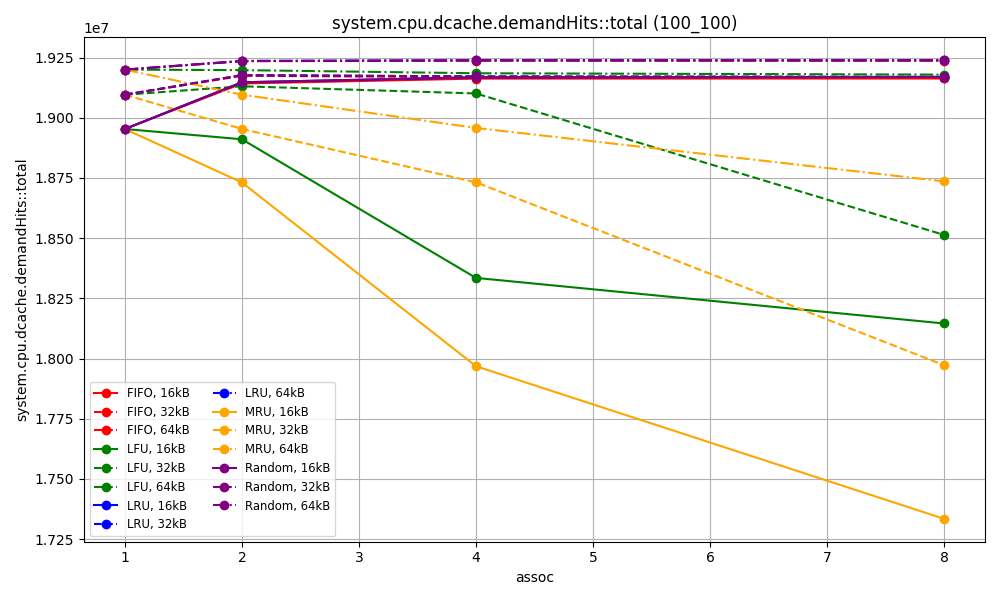 system.cpu.dcache.demandHits::total (100_100)
1e7
1.925
1.900
1.875
1.850
1.825
1.800
1.775
1.750
1.725
system.cpu.dcache.demandHits::total
FIFO, 16kB
FIFO, 32kB
FIFO, 64kB
LFU, 16kB
LFU, 32kB
LFU, 64kB
LRU, 16kB
LRU, 32kB
LRU, 64kB
MRU, 16kB
MRU, 32kB
MRU, 64kB
Random, 16kB
Random, 32kB
Random, 64kB
1 2 3 4 5 6 7 8
assoc